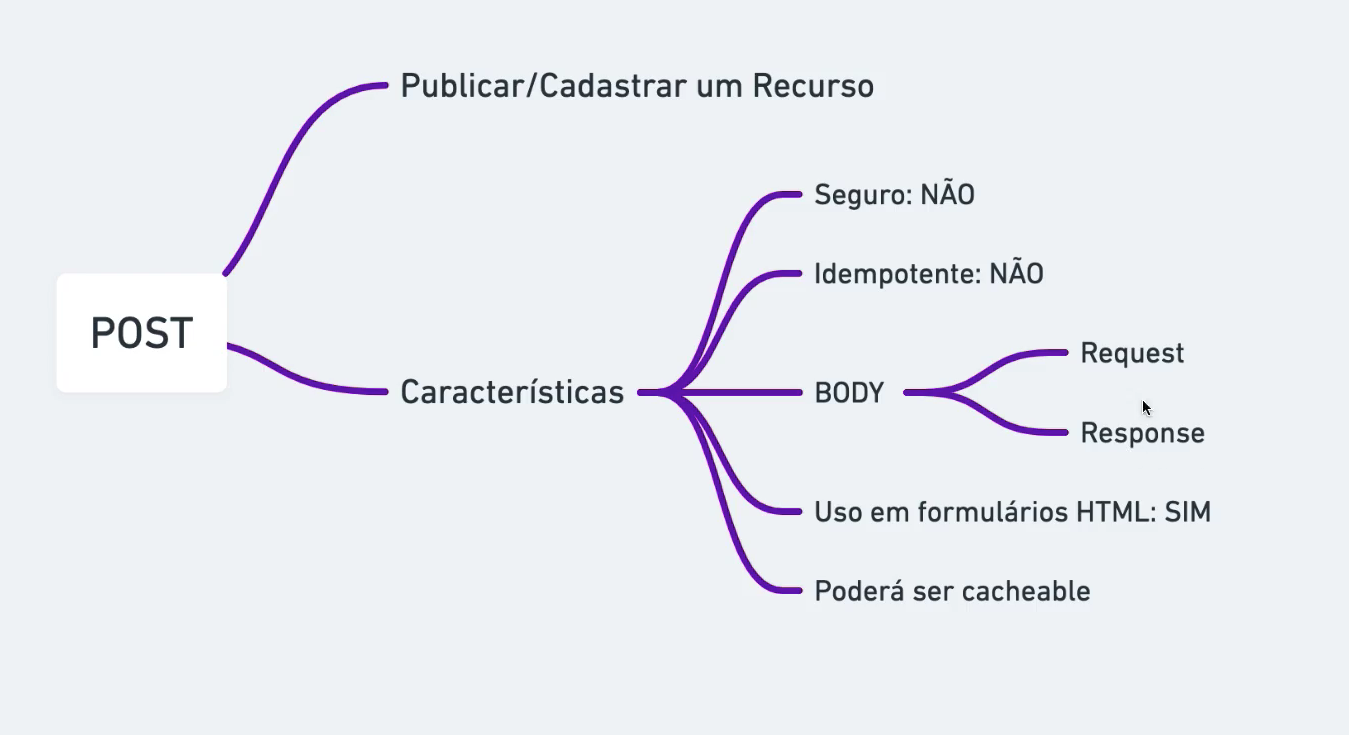 POST
Publicar/Cadastrar um Recurso
Características
Seguro: NÃO
Idempotente: NÃO
BODY
Request
Response
Uso em formulários HTML: SIM
Poderá ser cacheable